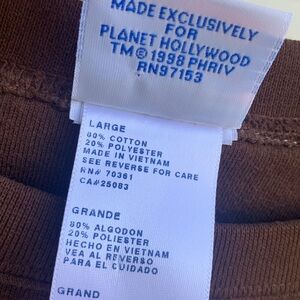 MADE EXCLUSIVELY
FOR
PLANET HOLLYWOOD
TM©1998 PHRIV
RN97153
LARGE
80% COTTON
20% POLYESTER
MADE IN VIETNAM
SEE REVERSE FOR CARE
RN# 70361
CA#25083
GRANDE
80% ALGODON
20% POLIESTER
HECHO EN VIETNAM
VEA AL REVERSO
PARA EL CUIDADO
GRAND